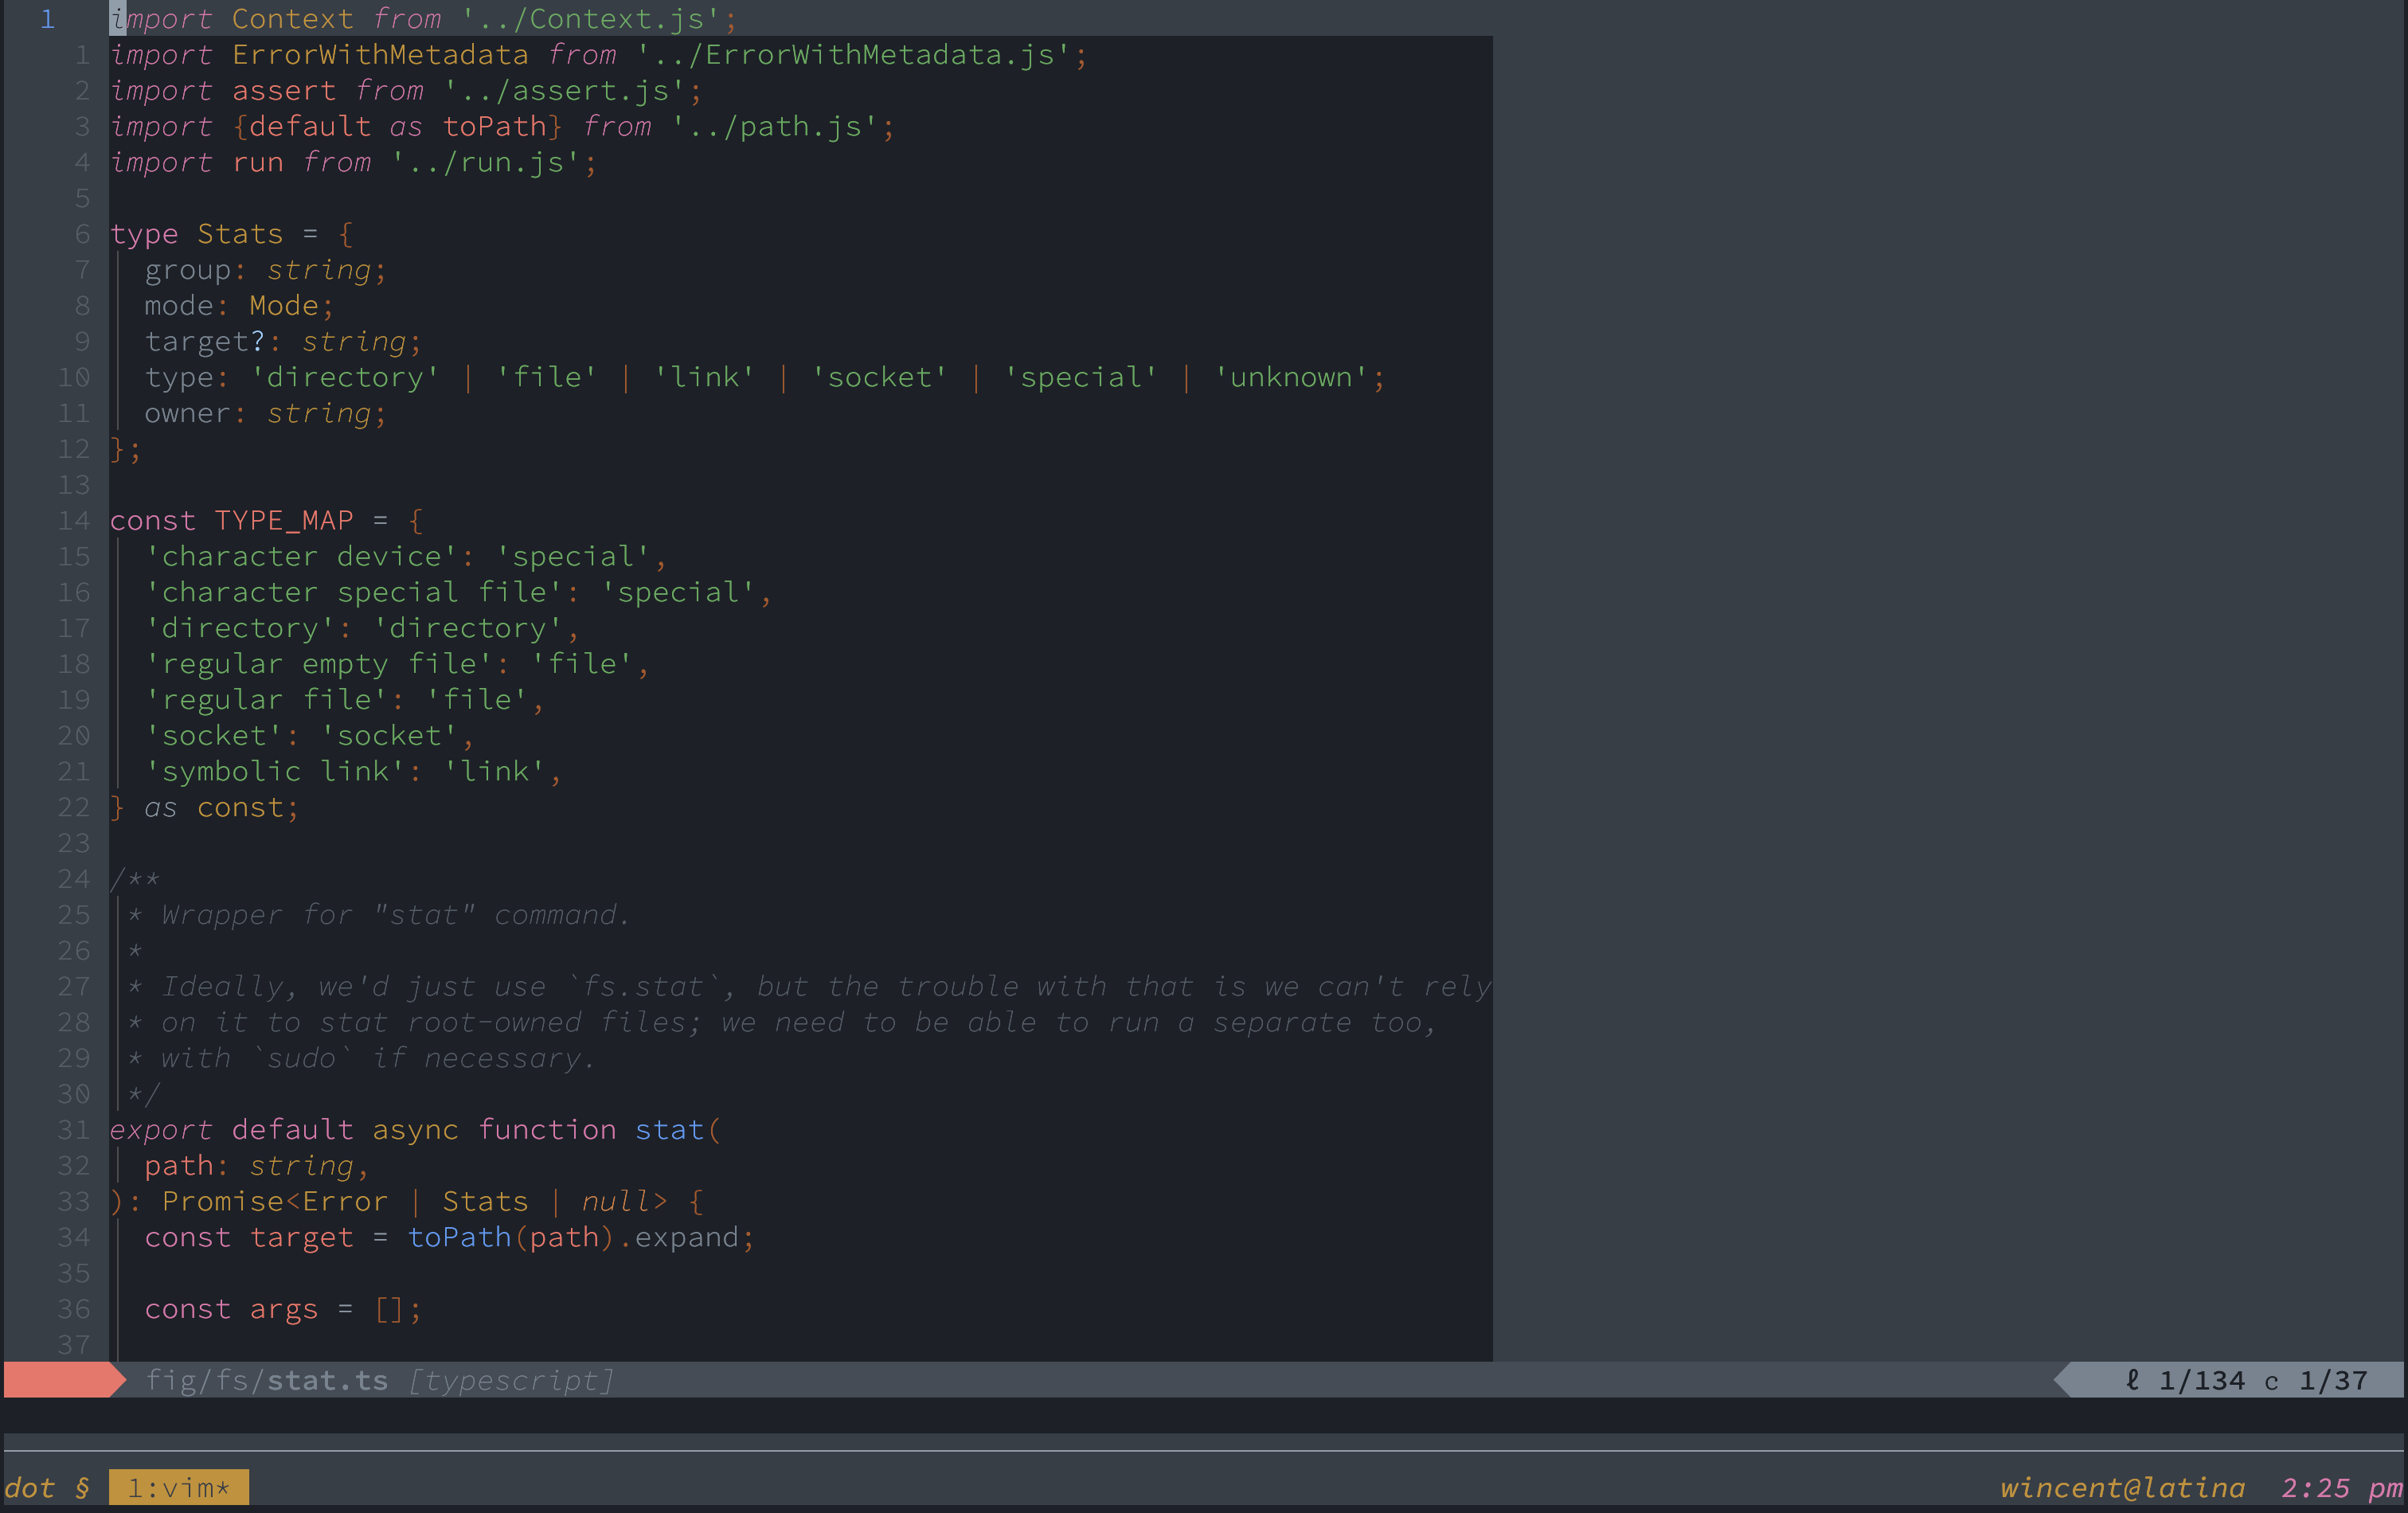 1 import Context from '../Context.js';
1 import ErrorWithMetadata from '../ErrorWithMetadata.js';
2 import assert from '../assert.js';
3 import {default as toPath} from '../path.js';
4 import run from '../run.js';
5
6 type Stats = {
7   group: string;
8   mode: Mode;
9   target?: string;
10   type: 'directory' | 'file' | 'link' | 'socket' | 'special' | 'unknown';
11   owner: string;
12 };
13
14 const TYPE_MAP = {
15   'character device': 'special',
16   'character special file': 'special',
17   'directory': 'directory',
18   'regular empty file': 'file',
19   'regular file': 'file',
20   'socket': 'socket',
21   'symbolic link': 'link',
22 } as const;
23
24 /**
25  * Wrapper for "stat" command.
26  *
27  * Ideally, we'd just use `fs.stat`, but the trouble with that is we can't rely
28  * on it to stat root-owned files; we need to be able to run a separate too,
29  * with `sudo` if necessary.
30  */
31 export default async function stat(
32   path: string,
33 ): Promise<Error | Stats | null> {
34   const target = toPath(path).expand;
35
36   const args = [];
37
fig/fs/stat.ts [typescript] ℓ 1/134 c 1/37
dot § 1:vim* wincent@latina 2:25 pm